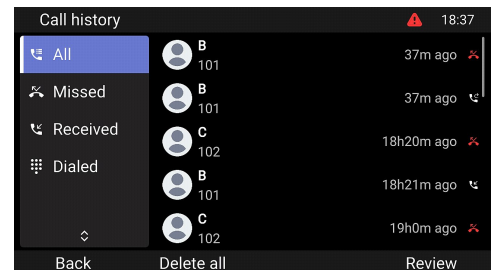 Call history 18:37
All
Missed
Received
Dialed
B
101 37m ago
B
101 37m ago
C
102 18h20m ago
B
101 18h21m ago
C
102 19h0m ago
Back Delete all Review